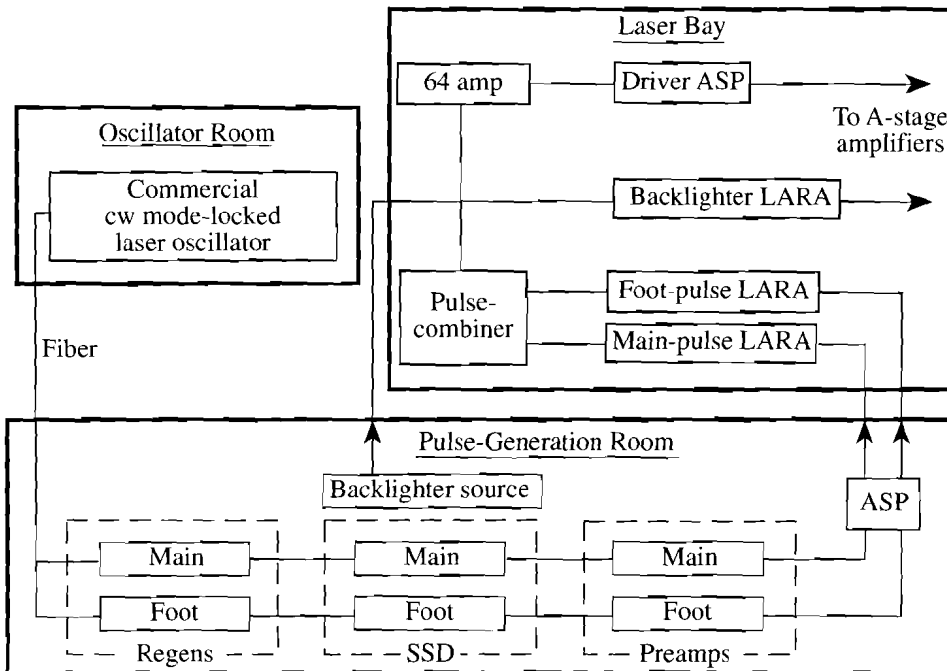 Laser Bay
64 amp
Driver ASP
To A-stage
amplifiers
Oscillator Room
Commercial
cw mode-locked
laser oscillator
Backlighter LARA
Pulse-
combiner
Foot-pulse LARA
Main-pulse LARA
Fiber
Pulse-Generation Room
Backlighter source
ASP
Main
Main
Main
Foot
Foot
Foot
Regens
SSD
Preamps